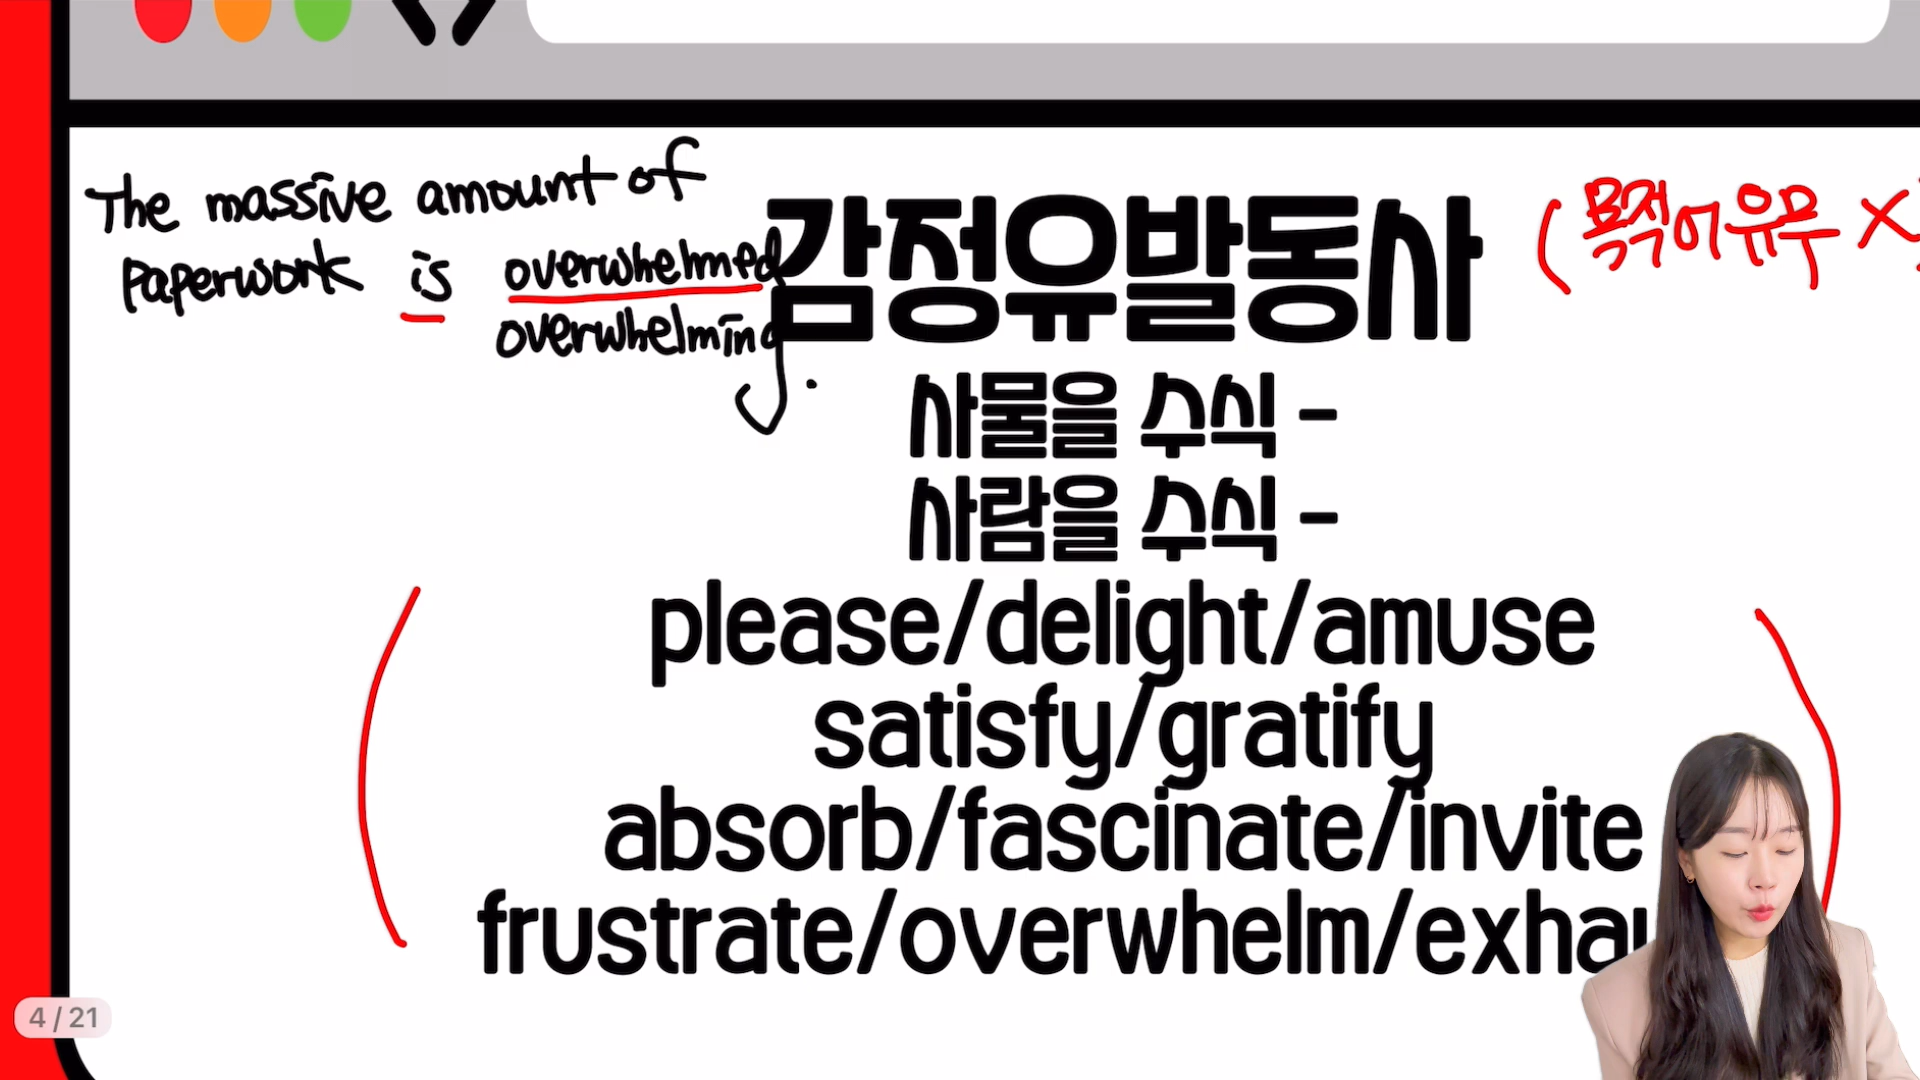 The massive amount of
Paperwork is overwhelmed
overwhelming.
감정유발동사
(목적어유무 X
사물을 수식 -
사람을 수식 -
please/delight/amuse
satisfy/gratify
absorb/fascinate/invite
frustrate/overwhelm/
4 / 21